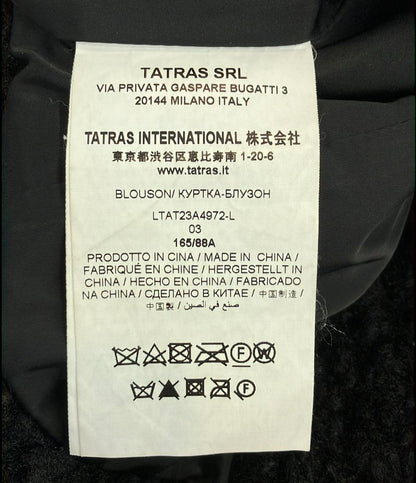 TATRAS SRL
VIA PRIVATA GASPARE BUGATTI 3
20144 MILANO ITALY
TATRAS INTERNATIONAL 株式会社
東京都渋谷区恵比寿南 1-20-6
www.tatras.it
BLOUSON/ КУРТКА-БЛУЗОН
LTAT23A4972-L
03
165/88A
PRODOTTO IN CINA / MADE IN CHINA /
FABRIQUÉ EN CHINE / HERGESTELLT IN
CHINA / HECHO EN CHINA / FABRICADO
NA CHINA / СДЕЛАНО В КИТАЕ / 中国制造 /
中国製 / صنع في الصين /